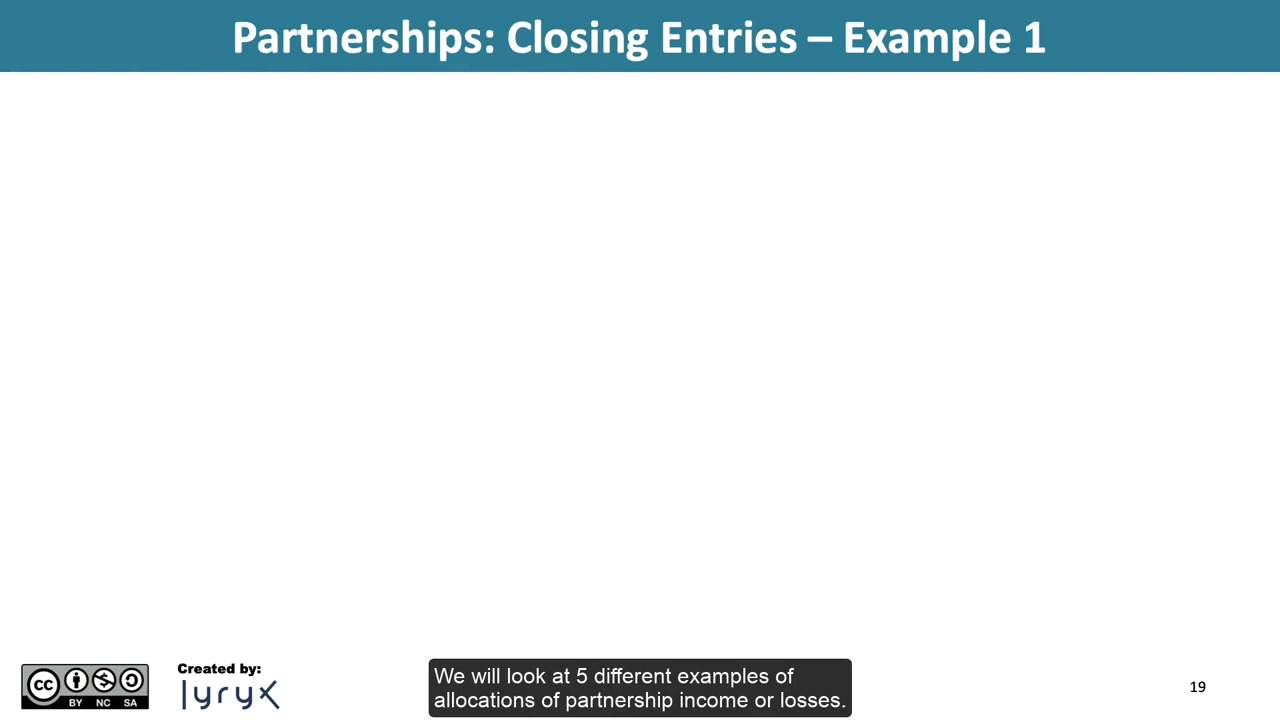 Partnerships: Closing Entries – Example 1
cc
BY NC SA
Created by:
lyryx
We will look at 5 different examples of
allocations of partnership income or losses.
19